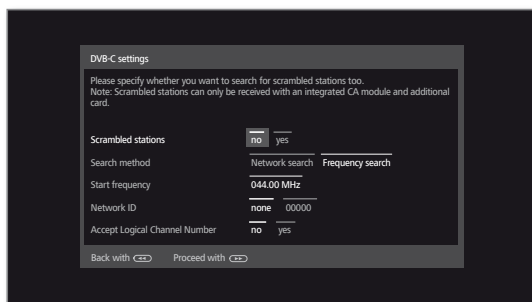 DVB-C settings
Please specify whether you want to search for scrambled stations too.
Note: Scrambled stations can only be received with an integrated CA module and additional
card.
Scrambled stations no yes
Search method Network search Frequency search
Start frequency 044.00 MHz
Network ID none 00000
Accept Logical Channel Number no yes
Back with Proceed with